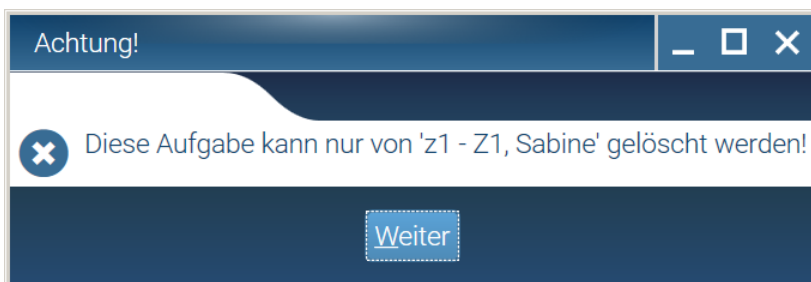 Achtung!
Diese Aufgabe kann nur von 'z1 - Z1, Sabine' gelöscht werden!
Weiter